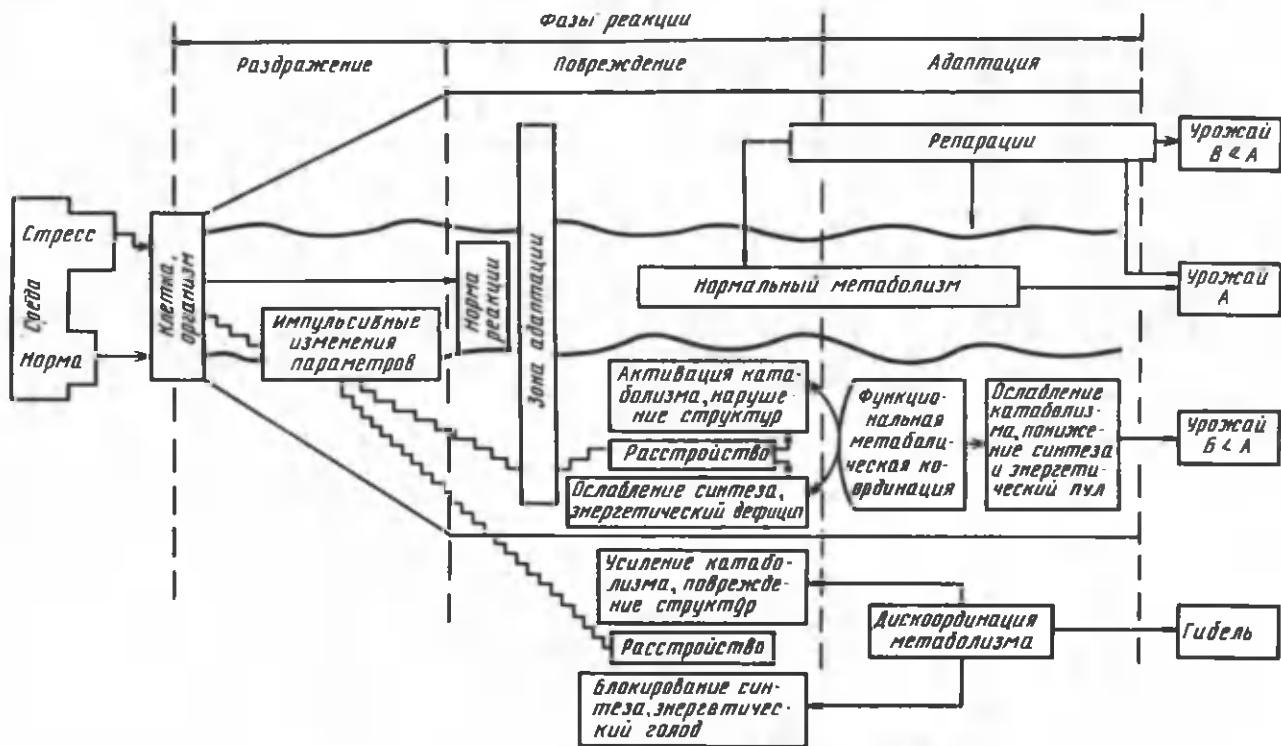 Фазы реакции
Раздражение
Повреждение
Адаптация
Репарации
Урожай
В < А
Стресс
Среда
Норма
Клетка,
организм
Норма
реакции
Зона адаптации
Нормальный метаболизм
Урожай
А
Импульсивные
изменения
параметров
Активация ката-
болизма, наруше-
ние структур
Расстройство
Ослабление синтеза,
энергетический дефицит
Функцио-
нальная
метаболи-
ческая ко-
ординация
Ослабление
катаболиз-
ма, пониже-
ние синтеза
и энергети-
ческий пул
Урожай
Б < А
Усиление катабо-
лизма, поврежде-
ние структур
Расстройство
Блокирование син-
теза, энеревтичес-
кий голод
Дискоординация
метаболизма
Гибель